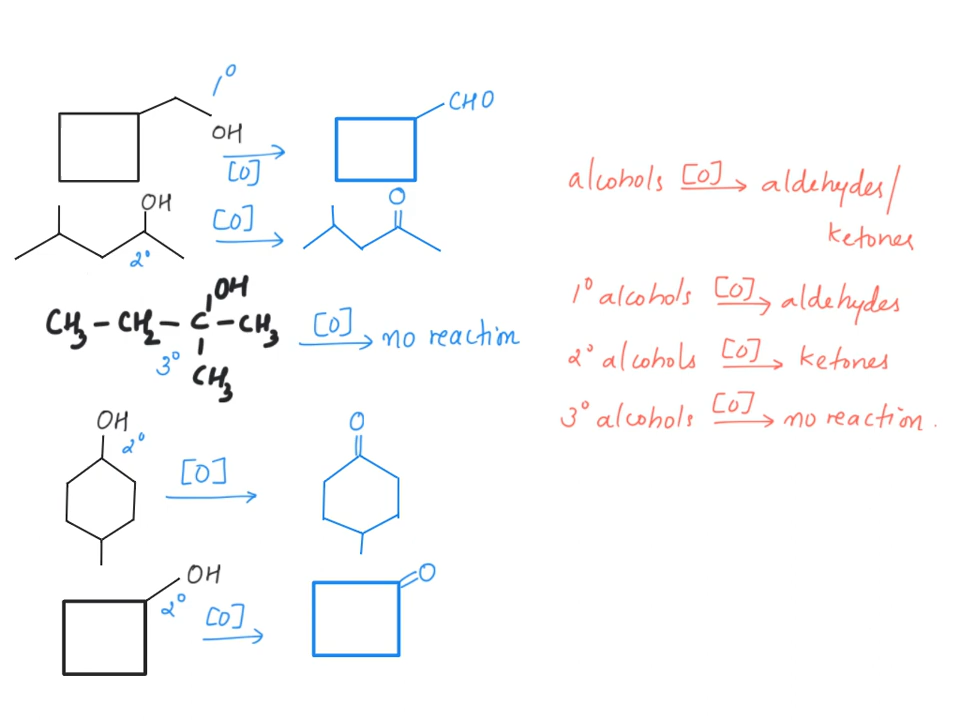 1°
OH
[O]
CHO
OH
2°
[O]
O
OH
CH3 – CH2 – C – CH3
CH3
3°
[O]
no reaction
OH
2°
[O]
O
OH
2°
[O]
O
alcohols [O] → aldehydes/
ketones
1° alcohols [O] → aldehydes
2° alcohols [O] → ketones
3° alcohols [O] → no reaction.